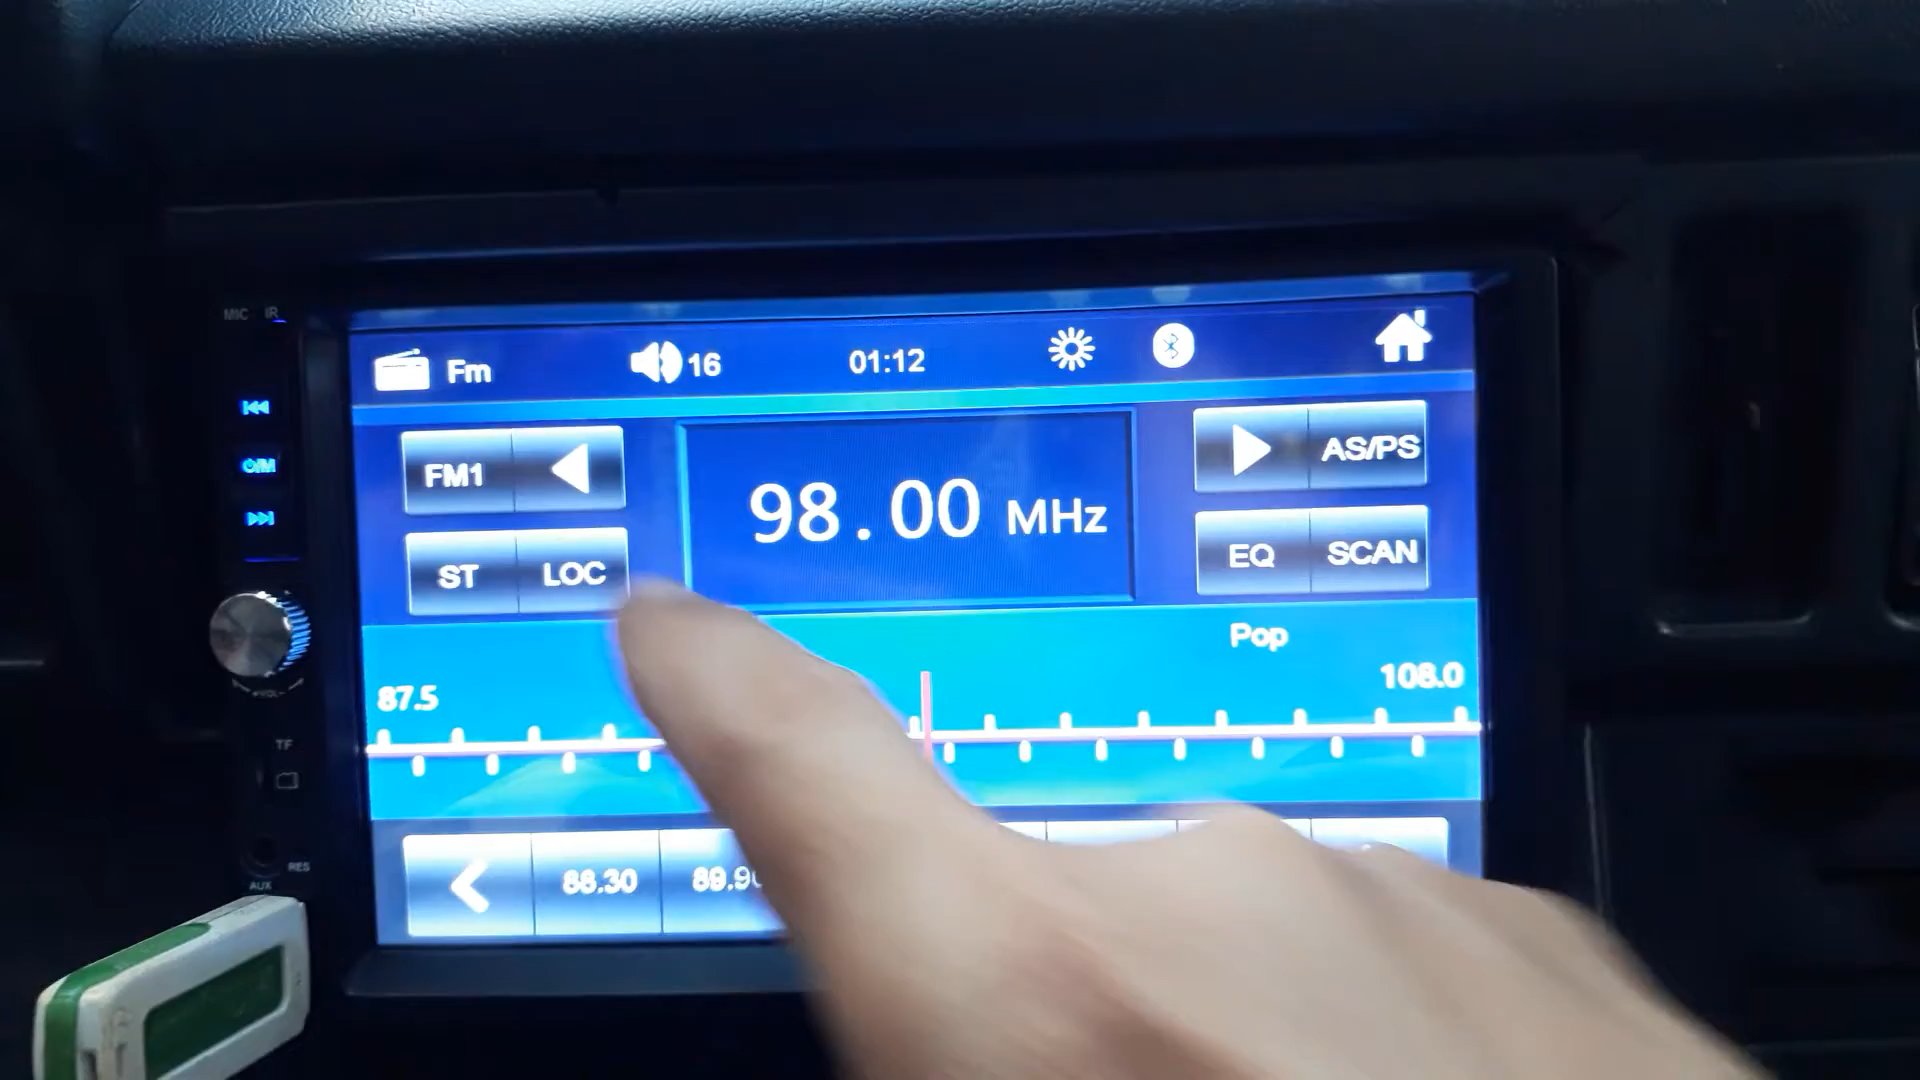 MIC IR
Fm 16 01:12
FM1 AS/PS
98.00 MHz
ST LOC EQ SCAN
Pop
87.5 108.0
VOL
TF
88.30
RES
AUX